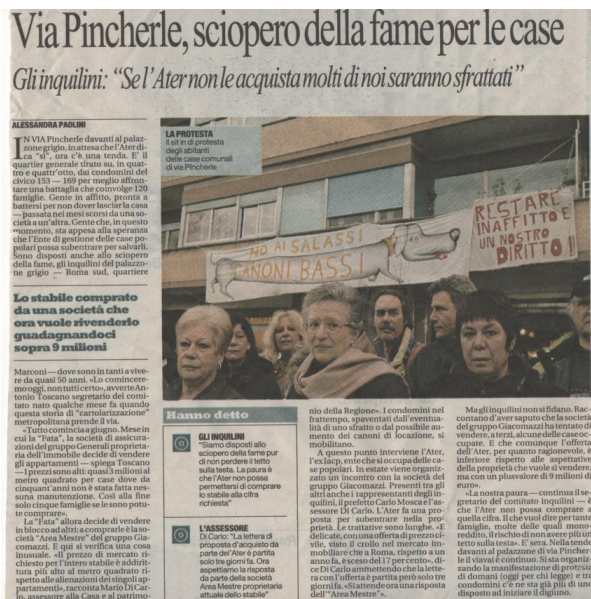 Via Pincherle, sciopero della fame per le case
Gli inquilini: “Se l’Ater non le acquista molti di noi saranno sfrattati”
ALESSANDRA PAOLINI
IN VIA Pincherle davanti al palaz-
zone grigio, in attesa che l’Ater di-
ca “sì”, ora c’è una tenda. E’ il
quartier generale tirato su, in quat-
tro e quattr’otto, dai condomini del
civico 153 — 169 per meglio affron-
tare una battaglia che coinvolge 120
famiglie. Gente in affitto, pronta a
battersi per non dover lasciar la casa
— passata nei mesi scorsi da una so-
cietà a un’altra. Gente che, in questo
momento, sta appesa alla speranza
che l’Ente di gestione delle case po-
polari possa subentrare per salvarli.
Sono disposti anche allo sciopero
della fame, gli inquilini del palazzo-
ne grigio — Roma sud, quartiere
Lo stabile comprato
da una società che
ora vuole rivenderlo
guadagnandoci
sopra 9 milioni
Marconi — dove sono in tanti a vive-
re da quasi 50 anni. «Lo comincere-
mo oggi, non tutti certo», avverte An-
tonio Toscano segretario del comi-
tato nato qualche mese fa quando
questa storia di “cartolarizzazione”
metropolitana prende il via.
«Tutto comincia a giugno. Mese in
cui la “Fata”, la società di assicura-
zioni del gruppo Generali proprieta-
ria dell’immobile decide di vendere
gli appartamenti — spiega Toscano
— I prezzi sono alti: quasi 3 milioni al
metro quadrato per case dove da
cinquant’anni non è stata fatta nes-
suna manutenzione. Così alla fine
solo cinque famiglie se le sono potu-
te comprare».
La “Fata” allora decide di vendere
in blocco ad altri: a comprare è la so-
cietà “Area Mestre” del gruppo Gia-
comazzi. E qui si verifica una cosa
inusuale. «Il prezzo di mercato ri-
chiesto per l’intero stabile è addirit-
tura più alto al metro quadrato ri-
spetto alle alienazioni dei singoli ap-
partamenti», racconta Mario Di Car-
lo, assessore alla Casa e al patrimo-
LA PROTESTA
Il sit in di protesta
degli abitanti
delle case comunali
di via Pincherle
NO AI SALASSI
CANONI BASSI
RESTARE
IN AFFITTO E
UN NOSTRO
DIRITTO!
Hanno detto
GLI INQUILINI
“Siamo disposti allo
sciopero della fame pur
di non perdere il tetto
sulla testa. La paura è
che l’Ater non possa
permettersi di comprare
lo stabile alla cifra
richiesta”
L’ASSESSORE
Di Carlo: “La lettera di
proposta d’acquisto da
parte del’Ater è partita
solo tre giorni fa. Ora
aspettiamo la risposta
da parte della società
Area Mestre proprietaria
attuale dello stabile”
nio della Regione». I condomini nel
frattempo, spaventati dall’eventua-
lità di uno sfratto o dal possibile au-
mento dei canoni di locazione, si
mobilitano.
A questo punto interviene l’Ater,
l’ex Iacp, ente che si occupa delle ca-
se popolari. In estate viene organiz-
zato un incontro con la società del
gruppo Giacomazzi. Presenti tra gli
altri anche i rappresentanti degli in-
quilini, il prefetto Carlo Mosca e l’as-
sessore Di Carlo. L’Ater fa una pro-
posta per subentrare nella pro-
prietà. Le trattative sono lunghe. «E
delicate, con una offerta di prezzo ci-
vile, visto il crollo nel mercato Im-
mobiliare che a Roma, rispetto a un
anno fa, è sceso del 17 per cento», di-
ce Di Carlo ammettendo che la lette-
ra con l’offerta è partita però solo tre
giorni fa. «Si attende ora una risposta
dell’“Area Mestre”».
Ma gli inquilini non si fidano. Rac-
contano d’aver saputo che la società
del gruppo Giacomazzi ha tentato di
vendere, a terzi, alcune delle case oc-
cupate. E che comunque l’offerta
dell’Ater, per quanto ragionevole, è
inferiore rispetto alle aspettative
della proprietà che vuole sì vendere,
ma con un plusvalore di 9 milioni di
euro».
«La nostra paura — continua il se-
gretario del comitato inquilini — è
che l’Ater non possa comprare a
quella cifra. Il che vuol dire per tante
famiglie, molte delle quali mono-
reddito, il rischio di non avere più un
tetto sulla testa». E’ sera. Nella tenda
davanti al palazzone di via Pincher-
le il viavai è continuo. Si sta organiz-
zando la manifestazione di protesta
di domani (oggi per chi legge) e tra i
condomini c’è ne sta già più di uno
disposto ad iniziare il digiuno.